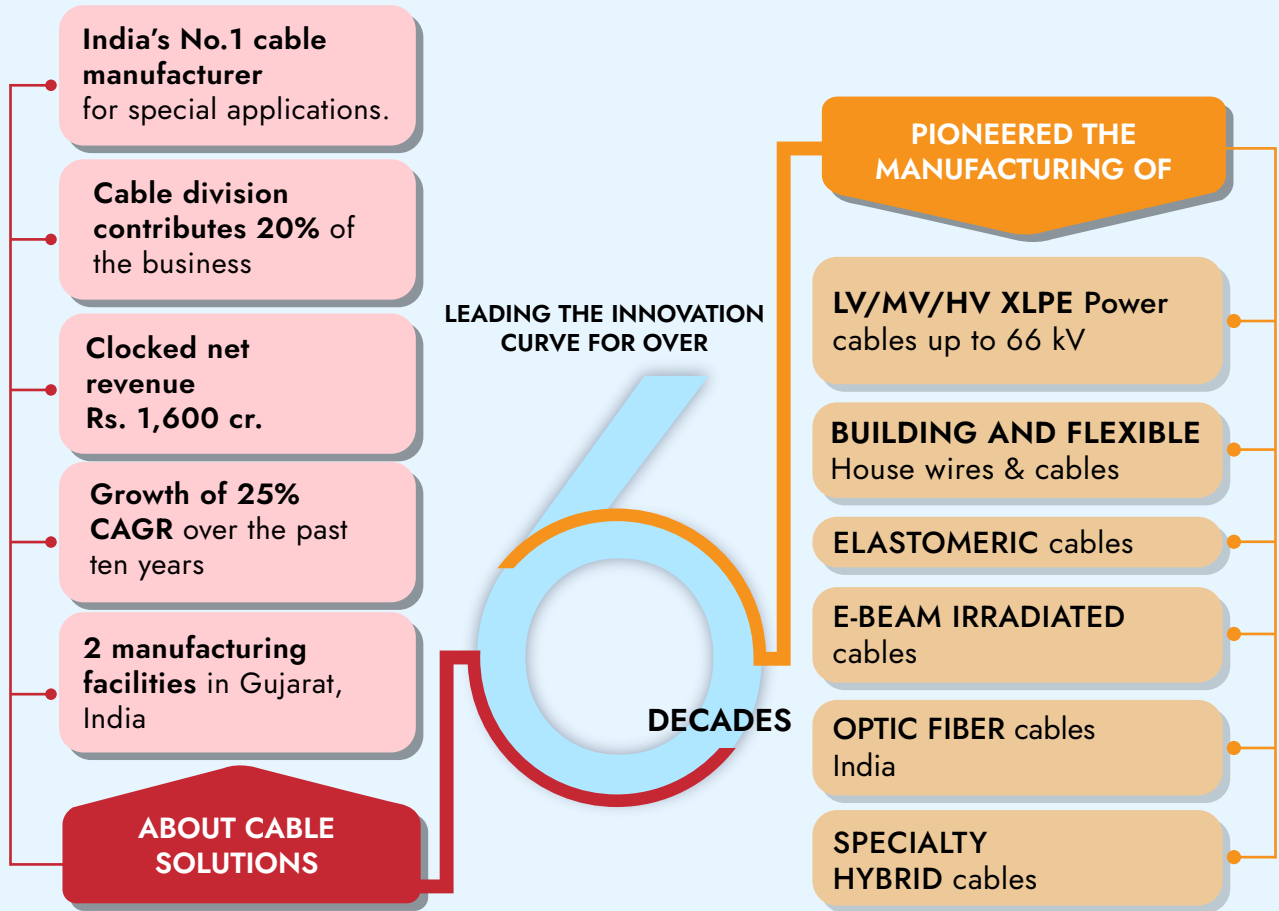 India's No.1 cable
manufacturer
for special applications.
Cable division
contributes 20% of
the business
Clocked net
revenue
Rs. 1,600 cr.
Growth of 25%
CAGR over the past
ten years
2 manufacturing
facilities in Gujarat,
India
ABOUT CABLE
SOLUTIONS
LEADING THE INNOVATION
CURVE FOR OVER
6
DECADES
PIONEERED THE
MANUFACTURING OF
LV/MV/HV XLPE Power
cables up to 66 kV
BUILDING AND FLEXIBLE
House wires & cables
ELASTOMERIC cables
E-BEAM IRRADIATED
cables
OPTIC FIBER cables
India
SPECIALTY
HYBRID cables